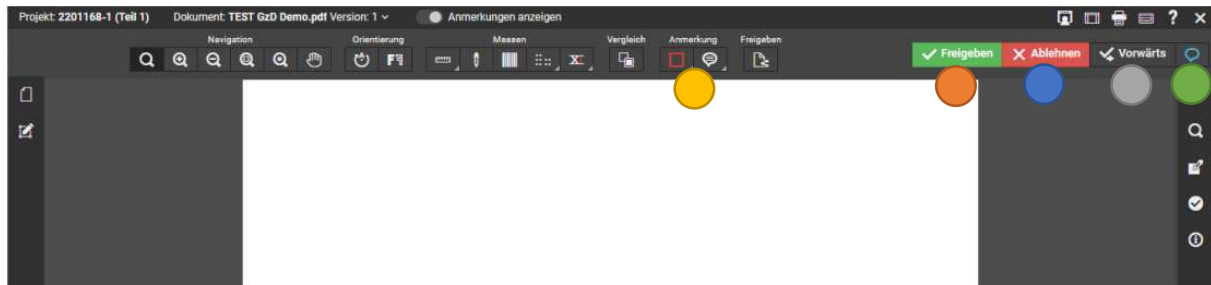 Projekt: 2201168-1 (Teil 1) Dokument: TEST GzD Demo.pdf Version: 1 Anmerkungen anzeigen ?
Navigation Orientierung Messen Vergleich Anmerkung Freigeben
Freigeben Ablehnen Vorwärts